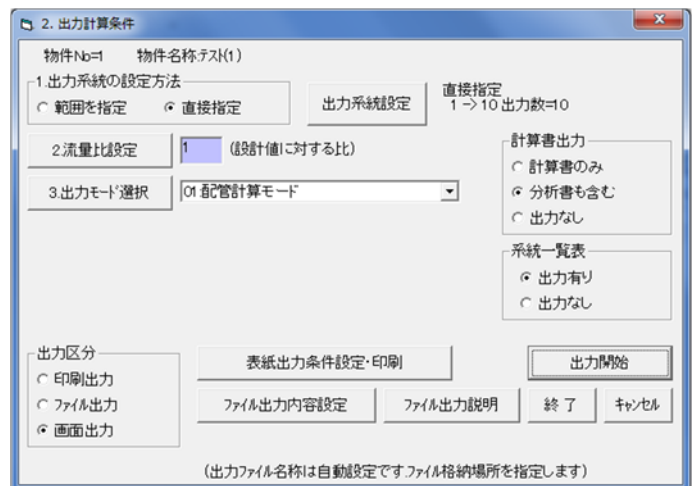 2. 出力計算条件
物件No=1 物件名称:テスト(1)
1.出力系統の設定方法
範囲を指定 直接指定
出力系統設定
直接指定
1 -> 10 出力数=10
2.流量比設定 1 (設計値に対する比)
3.出力モード選択 01:配管計算モード
計算書出力
計算書のみ
分析書も含む
出力なし
系統一覧表
出力有り
出力なし
出力区分
印刷出力
ファイル出力
画面出力
表紙出力条件設定・印刷 出力開始
ファイル出力内容設定 ファイル出力説明 終 了 キャンセル
(出力ファイル名称は自動設定です.ファイル格納場所を指定します)